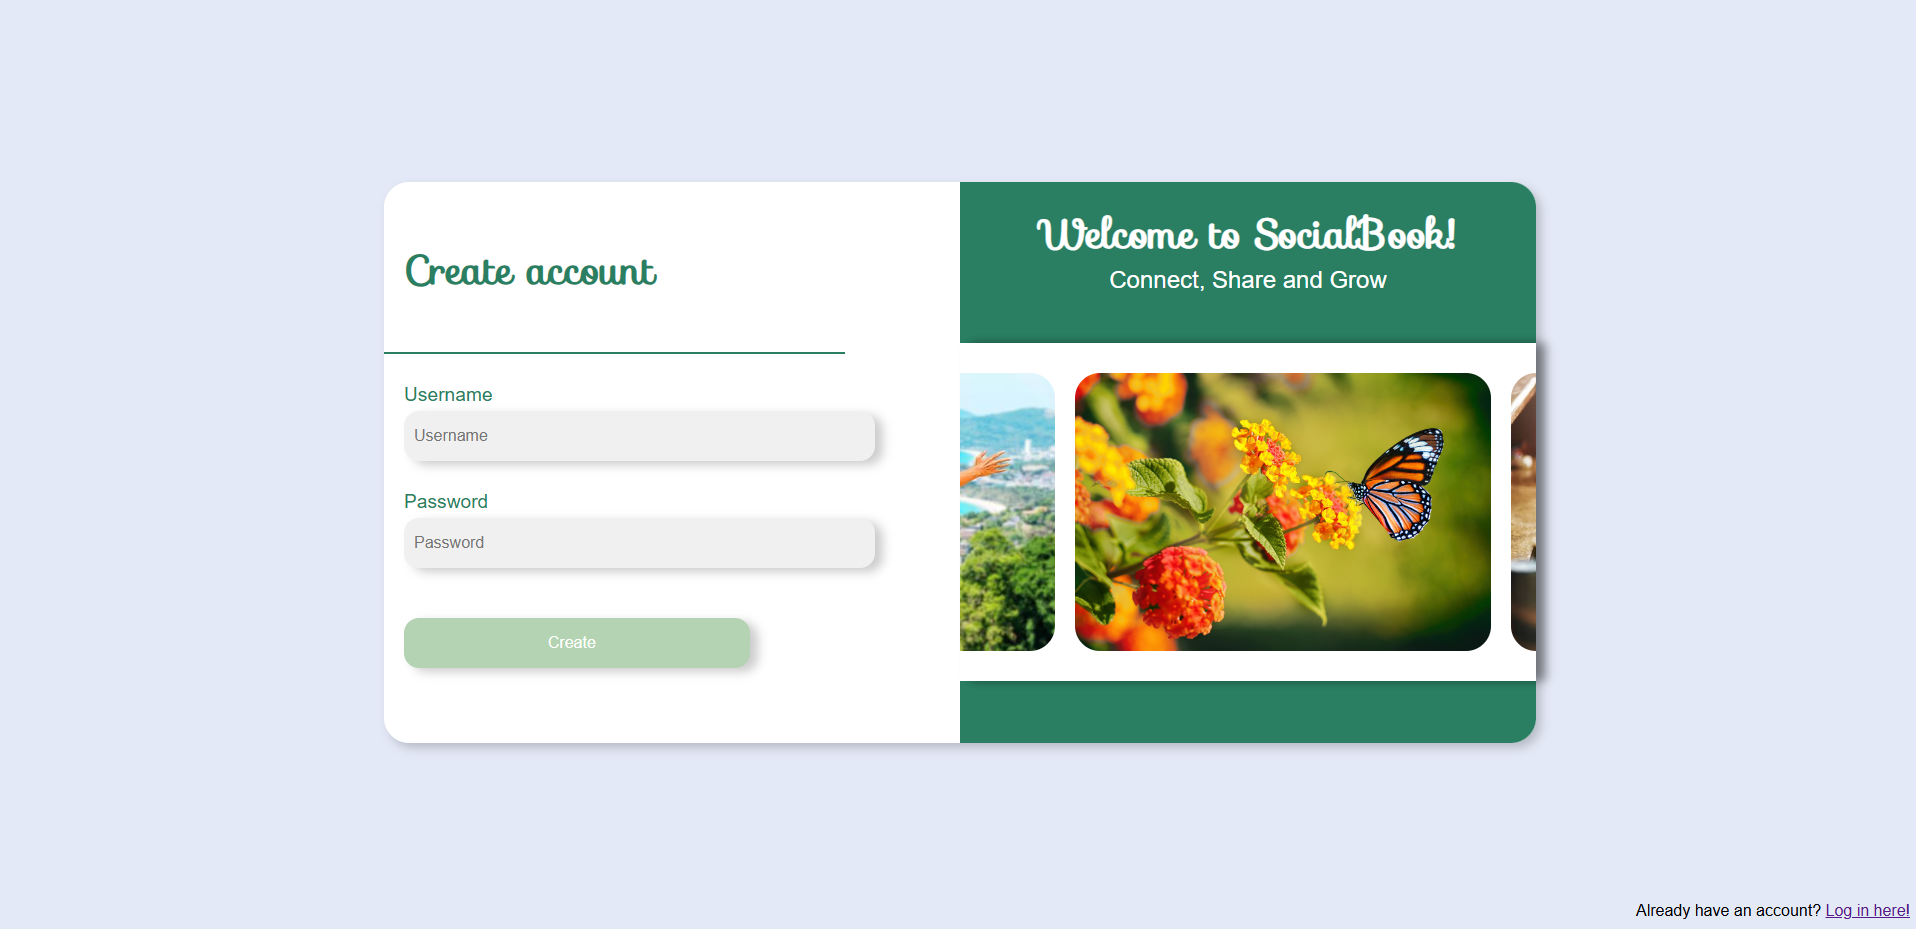 Create account
Username
Username
Password
Password
Create
Welcome to SocialBook!
Connect, Share and Grow
Already have an account? Log in here!